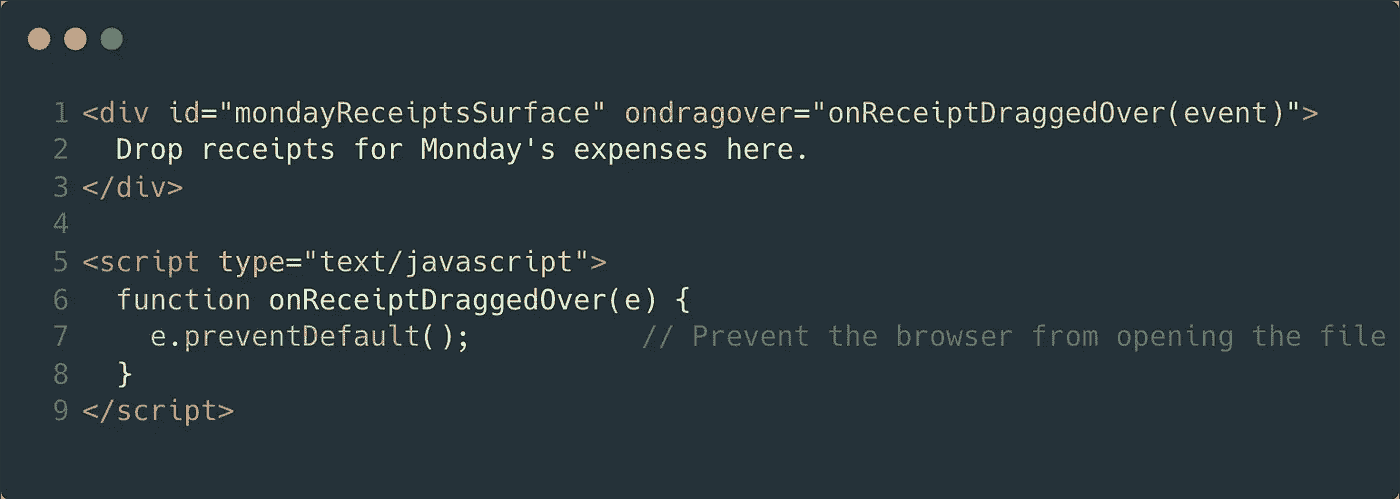 1 <div id="mondayReceiptsSurface" ondragover="onReceiptDraggedOver(event)">
2   Drop receipts for Monday's expenses here.
3 </div>
4
5 <script type="text/javascript">
6   function onReceiptDraggedOver(e) {
7     e.preventDefault();          // Prevent the browser from opening the file
8   }
9 </script>